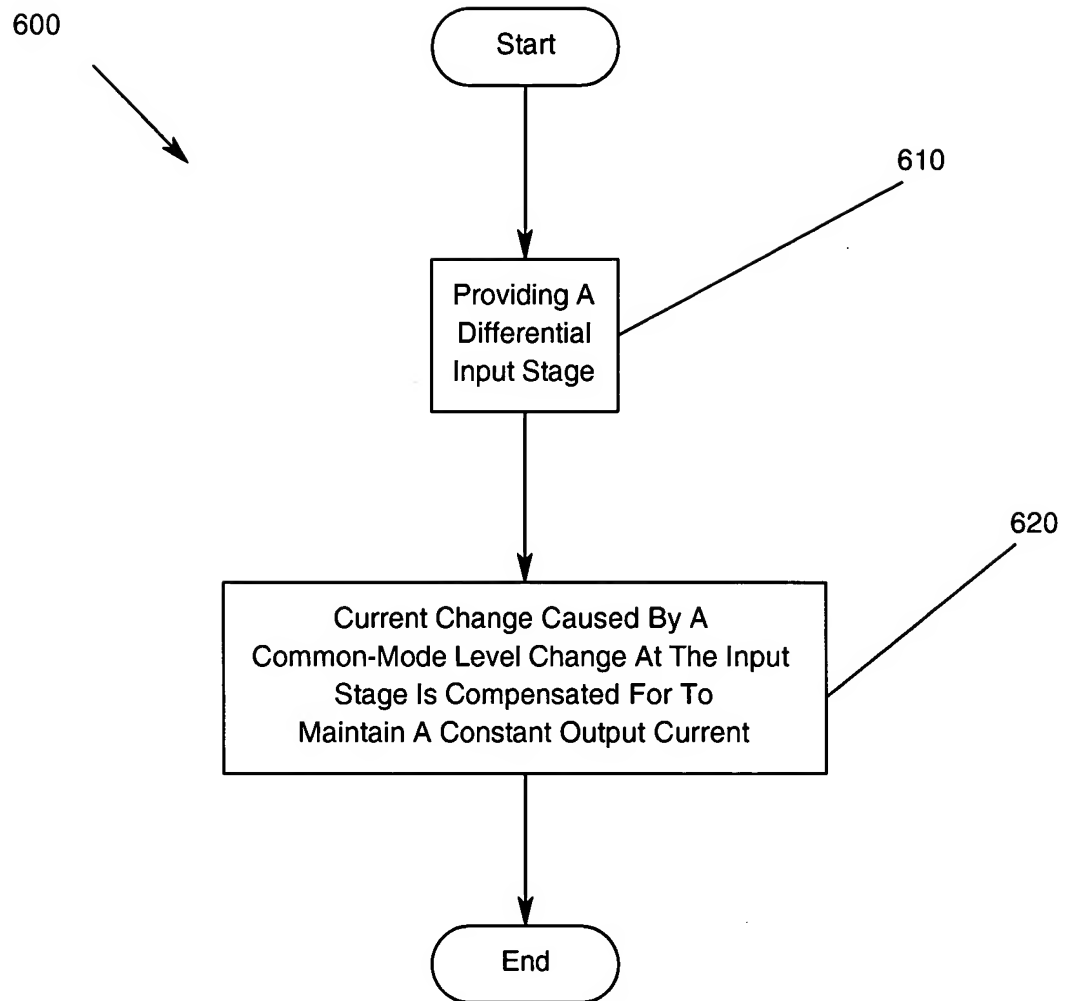 600
Start
610
Providing A
Differential
Input Stage
620
Current Change Caused By A
Common-Mode Level Change At The Input
Stage Is Compensated For To
Maintain A Constant Output Current
End